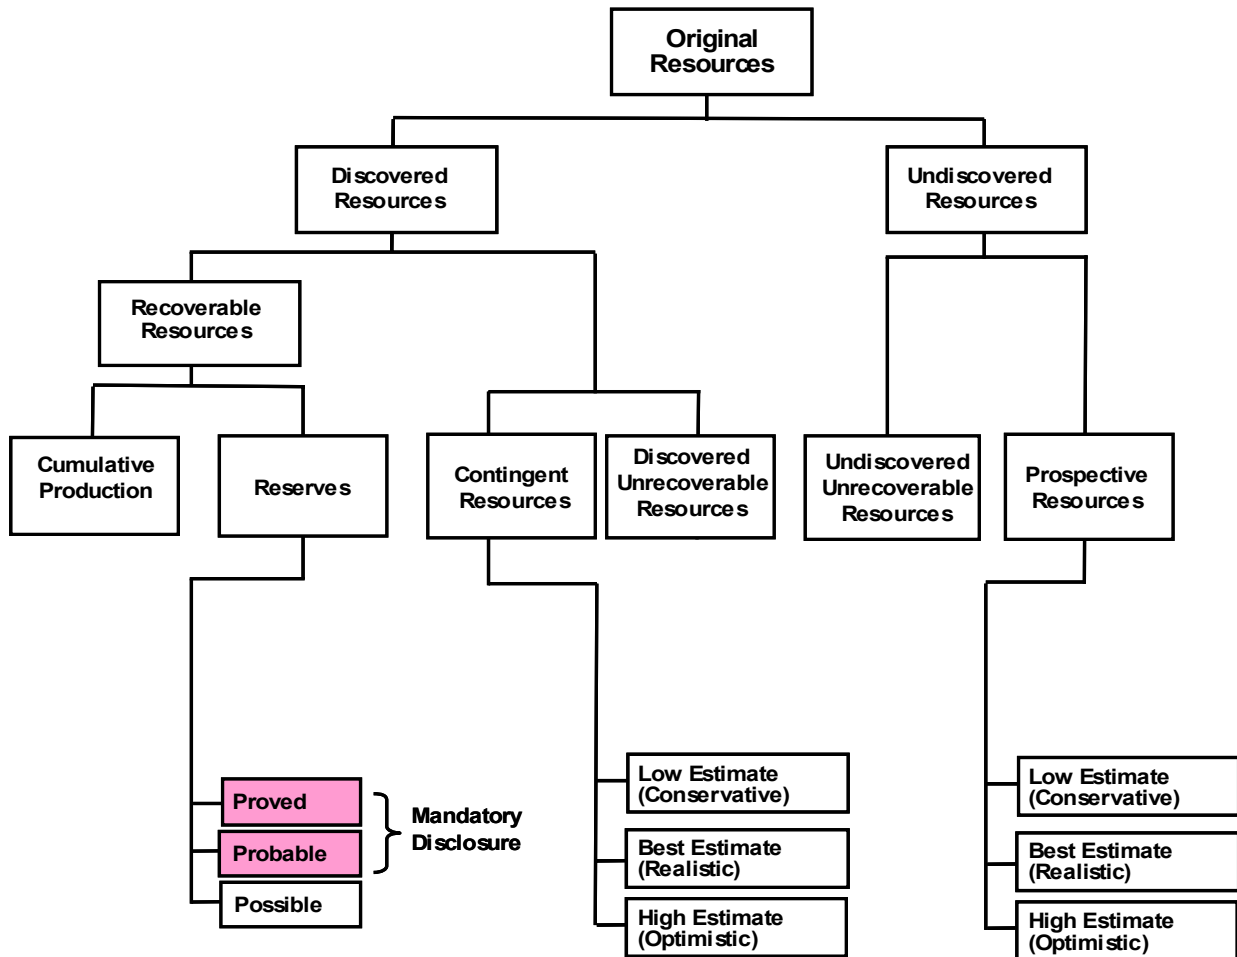 Original
Resources
Discovered
Resources
Undiscovered
Resources
Recoverable
Resources
Cumulative
Production
Reserves
Contingent
Resources
Discovered
Unrecoverable
Resources
Undiscovered
Unrecoverable
Resources
Prospective
Resources
Proved
Probable
Possible
Mandatory
Disclosure
Low Estimate
(Conservative)
Best Estimate
(Realistic)
High Estimate
(Optimistic)
Low Estimate
(Conservative)
Best Estimate
(Realistic)
High Estimate
(Optimistic)